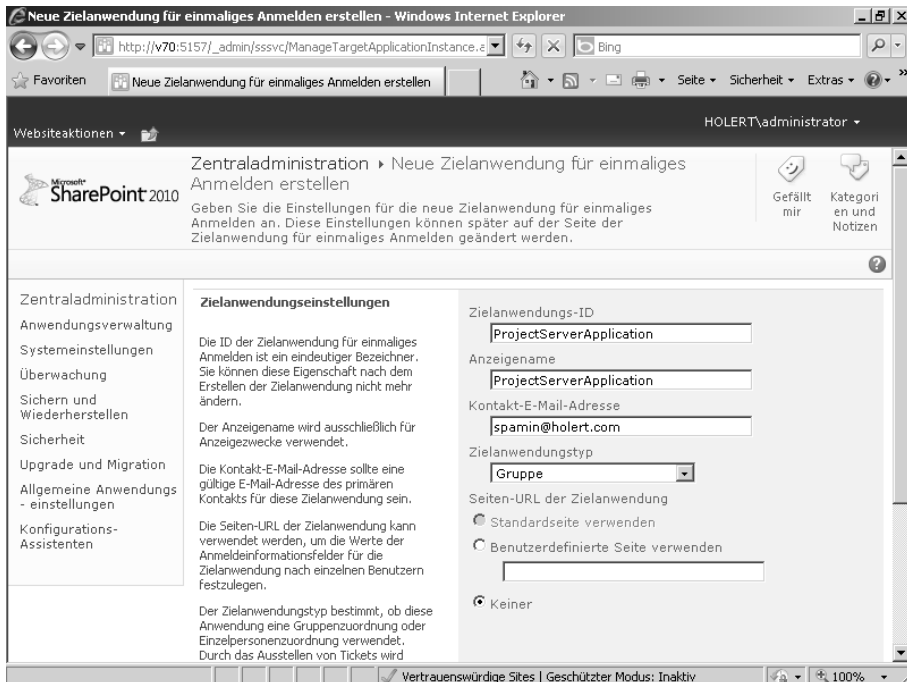 Neue Zielanwendung für einmaliges Anmelden erstellen - Windows Internet Explorer
http://v70:5157/_admin/sssvc/ManageTargetApplicationInstance.a
Bing
Favoriten
Neue Zielanwendung für einmaliges Anmelden erstellen
Seite
Sicherheit
Extras
»
Websiteaktionen
HOLERT\administrator
Microsoft
SharePoint 2010
Zentraladministration
Neue Zielanwendung für einmaliges
Anmelden erstellen
Geben Sie die Einstellungen für die neue Zielanwendung für einmaliges
Anmelden an. Diese Einstellungen können später auf der Seite der
Zielanwendung für einmaliges Anmelden geändert werden.
Gefällt
mir
Kategori
en und
Notizen
Zentraladministration
Anwendungsverwaltung
Systemeinstellungen
Überwachung
Sichern und
Wiederherstellen
Sicherheit
Upgrade und Migration
Allgemeine Anwendungs
- einstellungen
Konfigurations-
Assistenten
Zielanwendungseinstellungen
Die ID der Zielanwendung für einmaliges
Anmelden ist ein eindeutiger Bezeichner.
Sie können diese Eigenschaft nach dem
Erstellen der Zielanwendung nicht mehr
ändern.
Der Anzeigename wird ausschließlich für
Anzeigezwecke verwendet.
Die Kontakt-E-Mail-Adresse sollte eine
gültige E-Mail-Adresse des primären
Kontakts für diese Zielanwendung sein.
Die Seiten-URL der Zielanwendung kann
verwendet werden, um die Werte der
Anmeldeinformationsfelder für die
Zielanwendung nach einzelnen Benutzern
festzulegen.
Der Zielanwendungstyp bestimmt, ob diese
Anwendung eine Gruppenzuordnung oder
Einzelpersonenzuordnung verwendet.
Durch das Ausstellen von Tickets wird
Zielanwendungs-ID
ProjectServerApplication
Anzeigename
ProjectServerApplication
Kontakt-E-Mail-Adresse
spamin@holert.com
Zielanwendungstyp
Gruppe
Seiten-URL der Zielanwendung
Standardseite verwenden
Benutzerdefinierte Seite verwenden
Keiner
Vertrauenswürdige Sites | Geschützter Modus: Inaktiv
100%